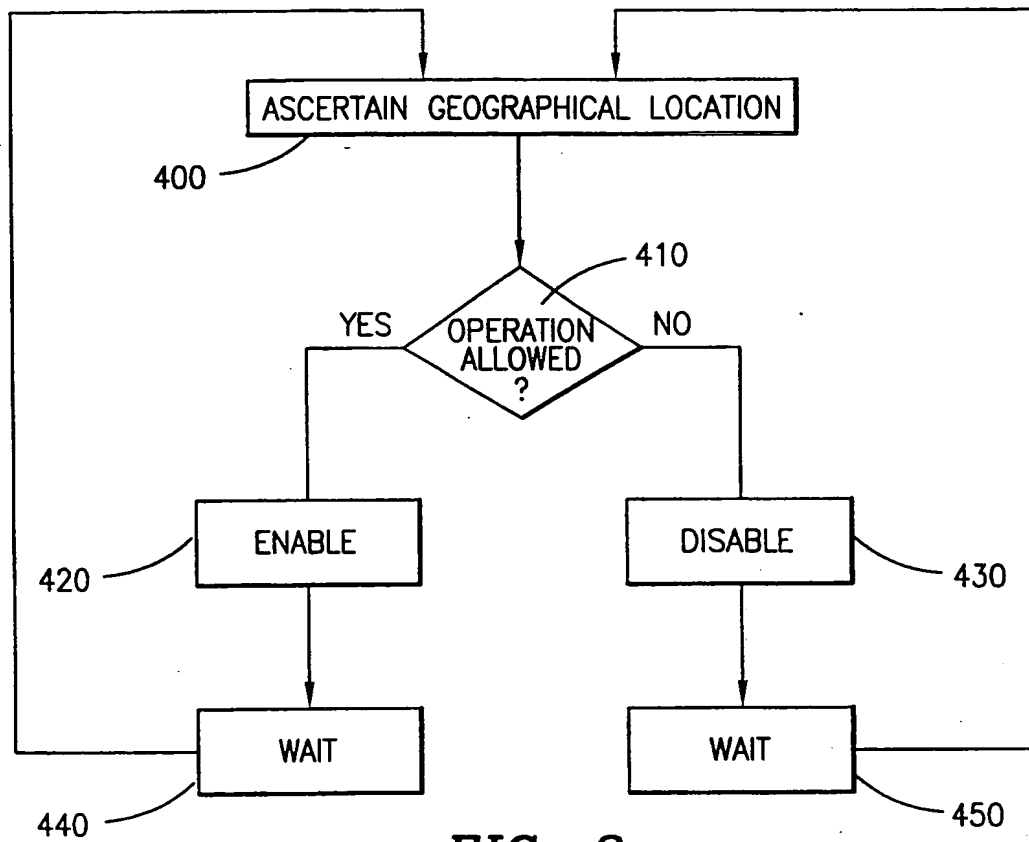 ASCERTAIN GEOGRAPHICAL LOCATION
400
410
YES
OPERATION
ALLOWED
?
NO
ENABLE
420
DISABLE
430
WAIT
440
WAIT
450